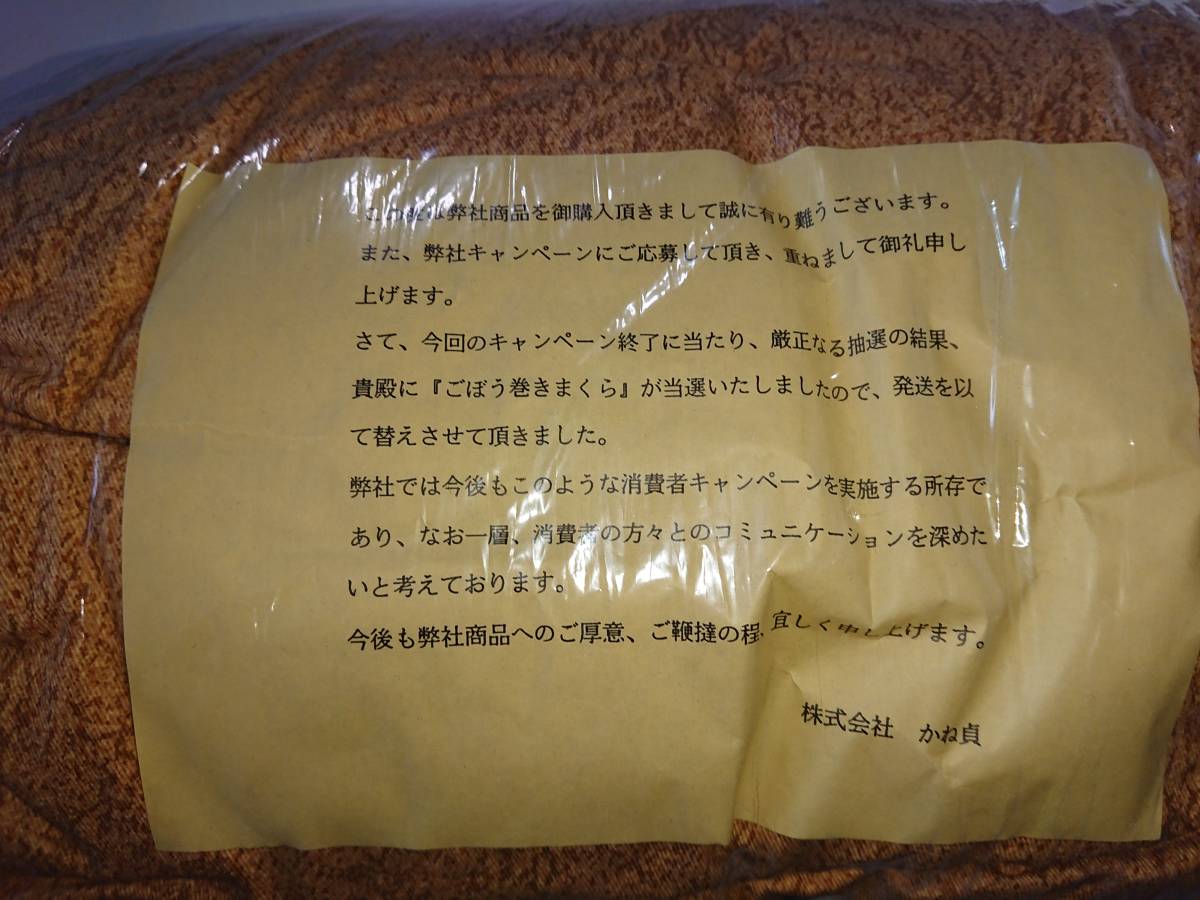 この度は弊社商品を御購入頂きまして誠に有り難うございます。
また、弊社キャンペーンにご応募して頂き、重ねまして御礼申し
上げます。
さて、今回のキャンペーン終了に当たり、厳正なる抽選の結果、
貴殿に『ごぼう巻きまくら』が当選いたしましたので、発送を以
て替えさせて頂きました。
弊社では今後もこのような消費者キャンペーンを実施する所存で
あり、なお一層、消費者の方々とのコミュニケーションを深めた
いと考えております。
今後も弊社商品へのご厚意、ご鞭撻の程、宜しく申し上げます。
株式会社 かね貞